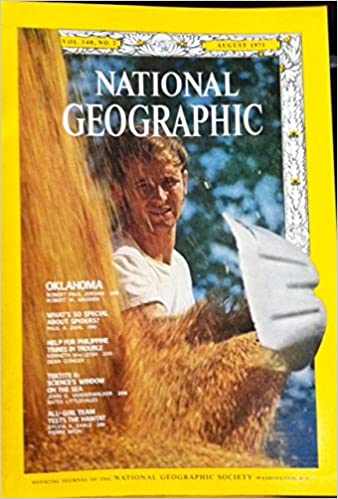 VOL. 140, NO. 2
AUGUST 1971
NATIONAL
GEOGRAPHIC
OKLAHOMA
ROBERT PAUL JORDAN
ROBERT W. MADDEN
WHAT'S SO SPECIAL
ABOUT SPIDERS?
PAUL A. ZAHL
HELP FOR PHILIPPINE
TRIBES IN TROUBLE
KENNETH MACLEISH
DEAN CONGER
TEKTITE II:
SCIENCE'S WINDOW
ON THE SEA
JOHN G. VANDERWALKER
BATES LITTLEHALES
ALL-GIRL TEAM
TESTS THE HABITAT
SYLVIA A. EARLE
OFFICIAL JOURNAL OF THE NATIONAL GEOGRAPHIC SOCIETY WASHINGTON, D.C.